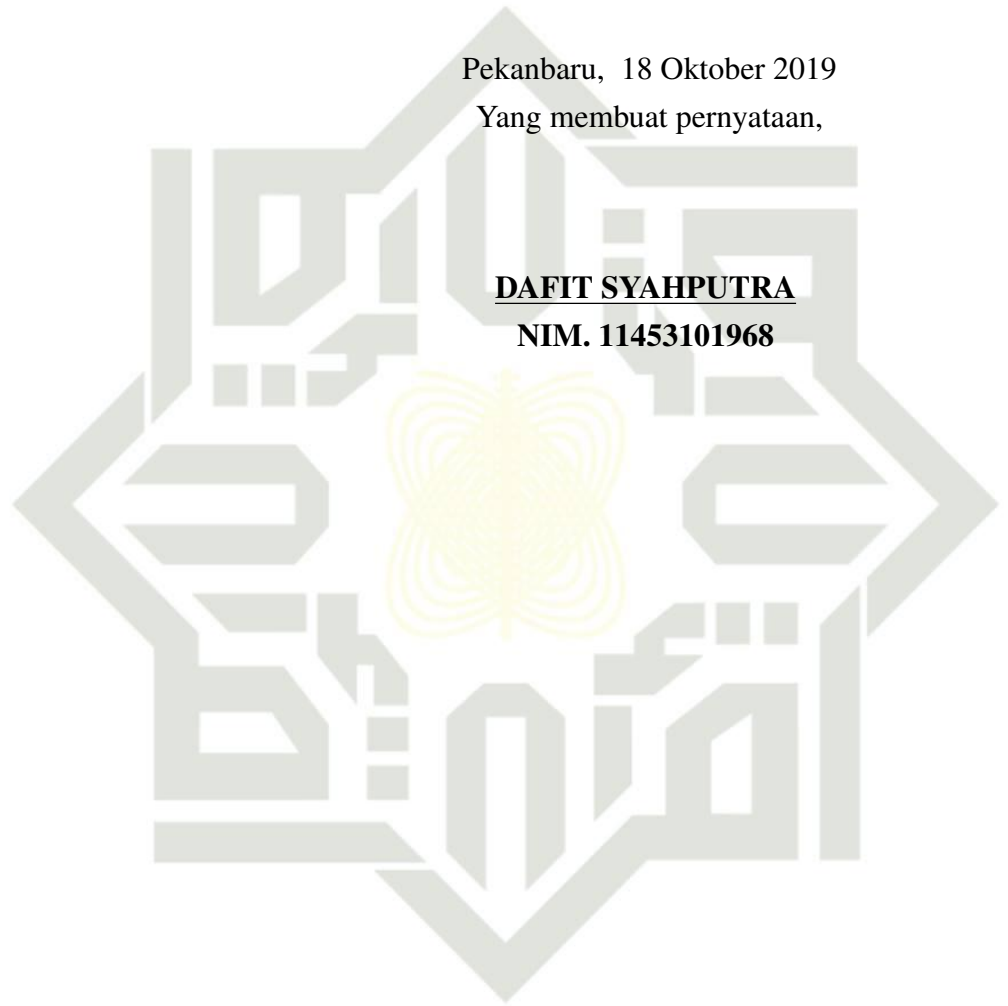 Pekanbaru, 18 Oktober 2019
Yang membuat pernyataan,
DAFIT SYAHPUTRA
NIM. 11453101968